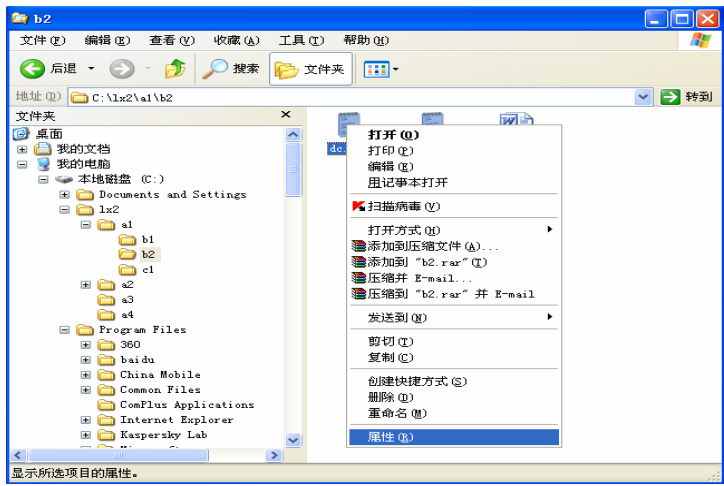 b2
文件(F) 编辑(E) 查看(V) 收藏(A) 工具(T) 帮助(H)
后退 搜索 文件夹
地址(D) C:\lx2\a1\b2 转到
文件夹
桌面
我的文档
我的电脑
本地磁盘 (C:)
Documents and Settings
lx2
a1
b1
b2
c1
a2
a3
a4
Program Files
360
baidu
China Mobile
Common Files
ComPlus Applications
Internet Explorer
Kaspersky Lab
dc.
打开(O)
打印(P)
编辑(E)
用记事本打开
扫描病毒(V)
打开方式(H)
添加到压缩文件(A)...
添加到 "b2.rar"(T)
压缩并 E-mail...
压缩到 "b2.rar" 并 E-mail
发送到(N)
剪切(T)
复制(C)
创建快捷方式(S)
删除(D)
重命名(M)
属性(R)
显示所选项目的属性。